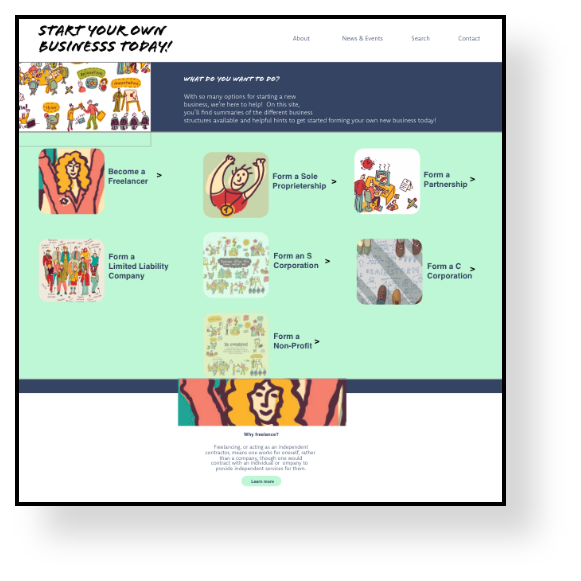 START YOUR OWN
BUSINESSS TODAY!
About
News & Events
Search
Contact
WHAT DO YOU WANT TO DO?
With so many options for starting a new
business, we're here to help! On this site,
you'll find summaries of the different business
structures available and helpful hints to get started forming your own new business today!
Become a
Freelancer >
Form a Sole
Proprietership >
Form a
Partnership >
Form a
Limited Liability
Company
Form an S
Corporation >
Form a C
Corporation >
Form a
Non-Profit >
Why freelance?
Freelancing, or acting as an independent
contractor, means one works for oneself, rather
than a company, though one would
contract with an individual or company to
provide independent services for them.
Learn more